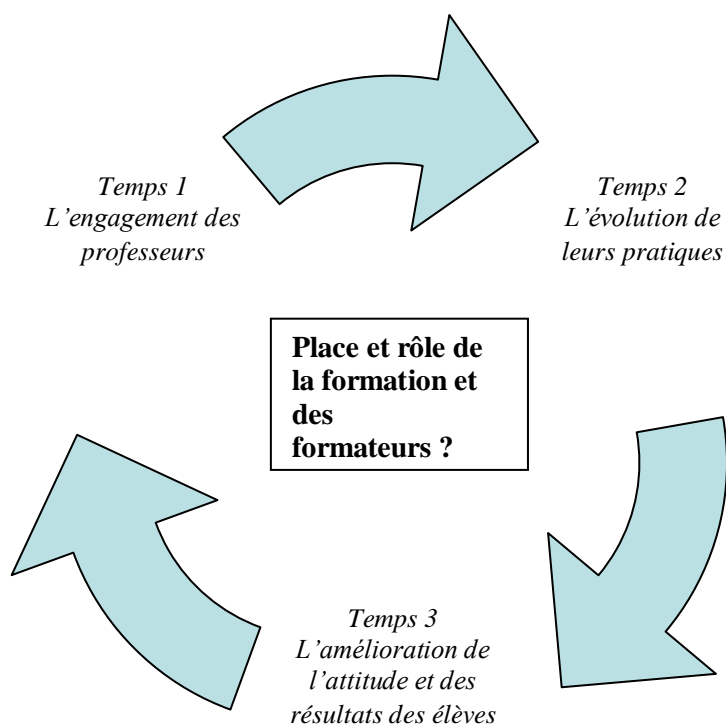 Temps 1
L'engagement des
professeurs
Temps 2
L'évolution de
leurs pratiques
Place et rôle de
la formation et
des
formateurs ?
Temps 3
L'amélioration de
l'attitude et des
résultats des élèves